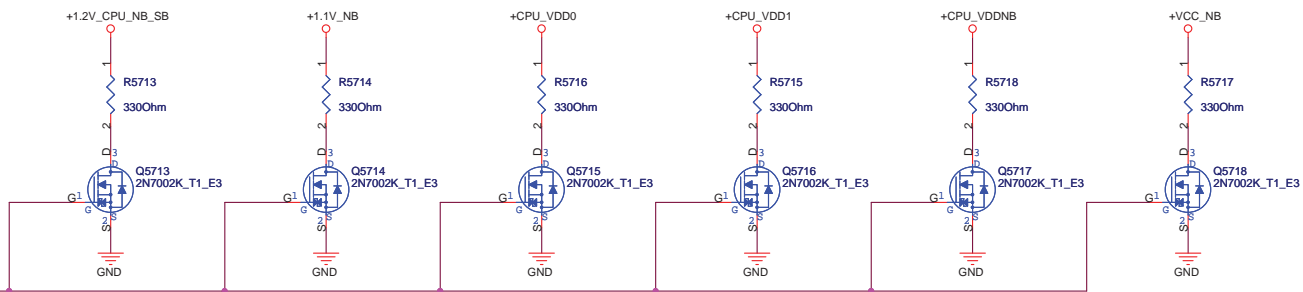 +1.2V_CPU_NB_SB +1.1V_NB +CPU_VDD0 +CPU_VDD1 +CPU_VDDNB +VCC_NB
1 1 1 1 1 1
R5713 R5714 R5716 R5715 R5718 R5717
330Ohm 330Ohm 330Ohm 330Ohm 330Ohm 330Ohm
2 2 2 2 2 2
D 3 D 3 D 3 D 3 D 3 D 3
D D D D D D
Q5713 Q5714 Q5715 Q5716 Q5717 Q5718
2N7002K_T1_E3 2N7002K_T1_E3 2N7002K_T1_E3 2N7002K_T1_E3 2N7002K_T1_E3 2N7002K_T1_E3
G 1 G 1 G 1 G 1 G 1 G 1
G G G G G G
S 2 S S 2 S S 2 S S 2 S S 2 S S 2 S
GND GND GND GND GND GND